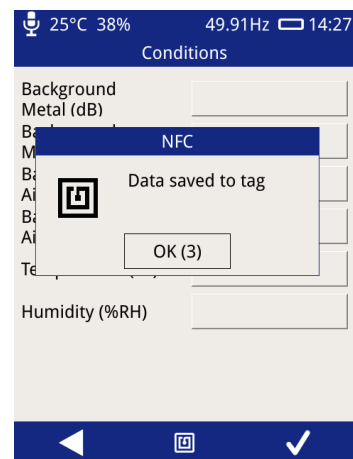 25°C 38% 49.91Hz 14:27
Conditions
Background
Metal (dB)
NFC
Data saved to tag
OK (3)
Humidity (%RH)